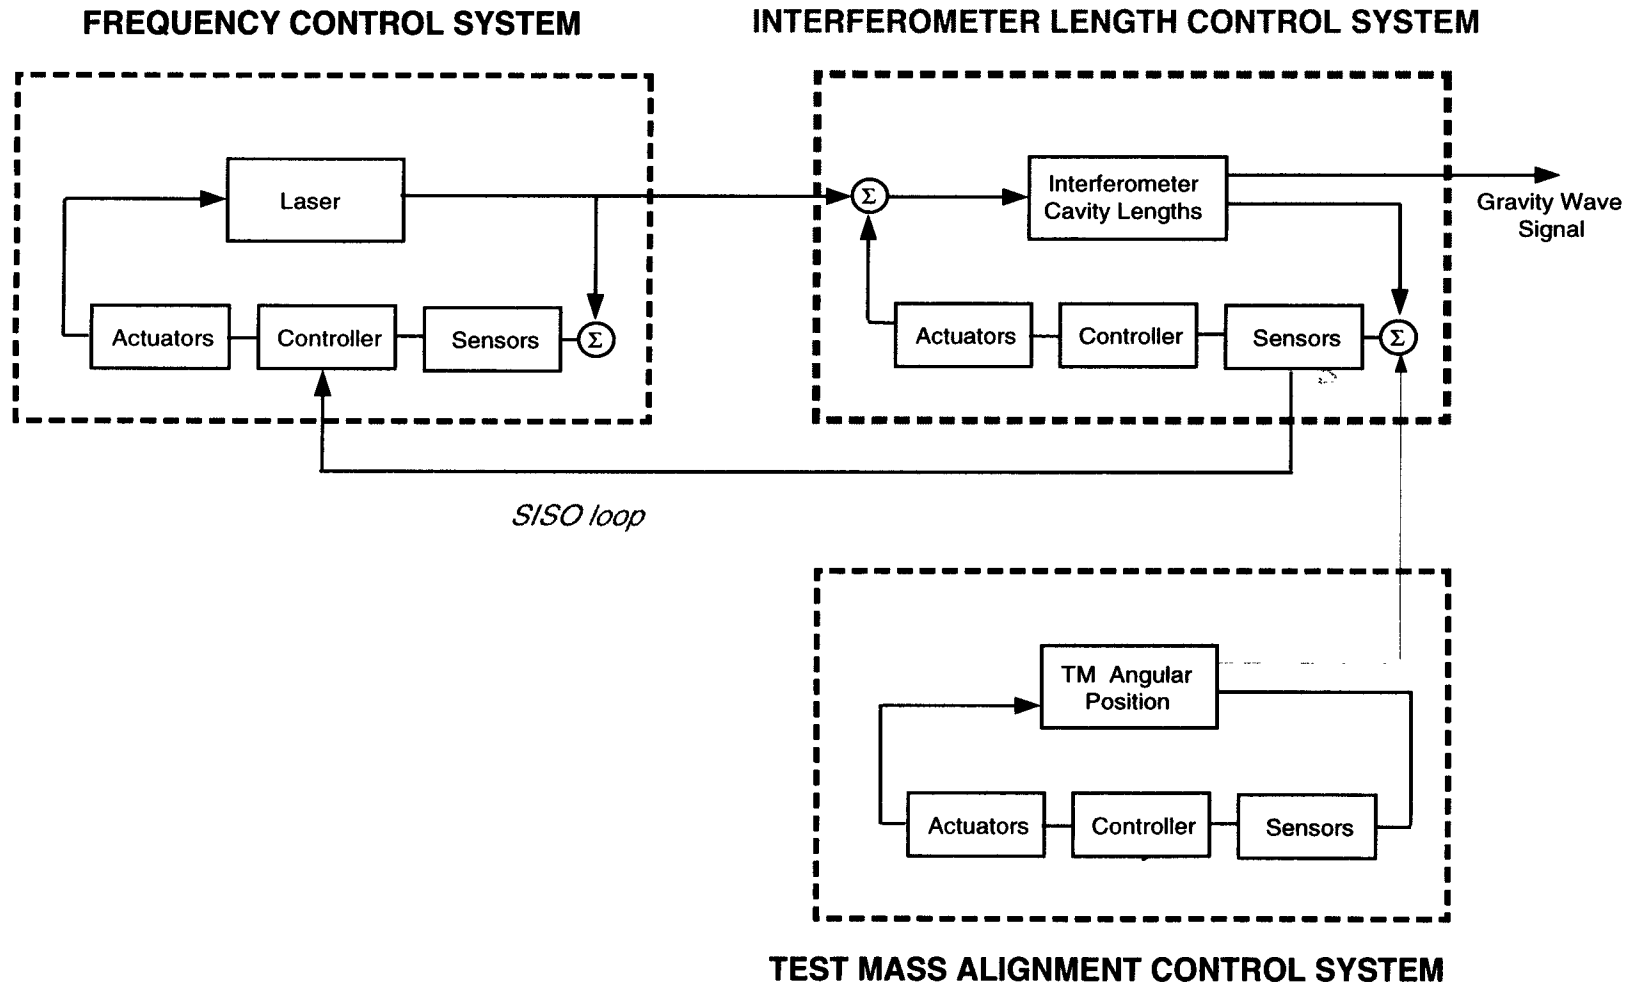 FREQUENCY CONTROL SYSTEM
INTERFEROMETER LENGTH CONTROL SYSTEM
Laser
Σ
Interferometer
Cavity Lengths
Gravity Wave
Signal
Actuators
Controller
Sensors
Σ
Actuators
Controller
Sensors
Σ
SISO loop
TM Angular
Position
Actuators
Controller
Sensors
TEST MASS ALIGNMENT CONTROL SYSTEM